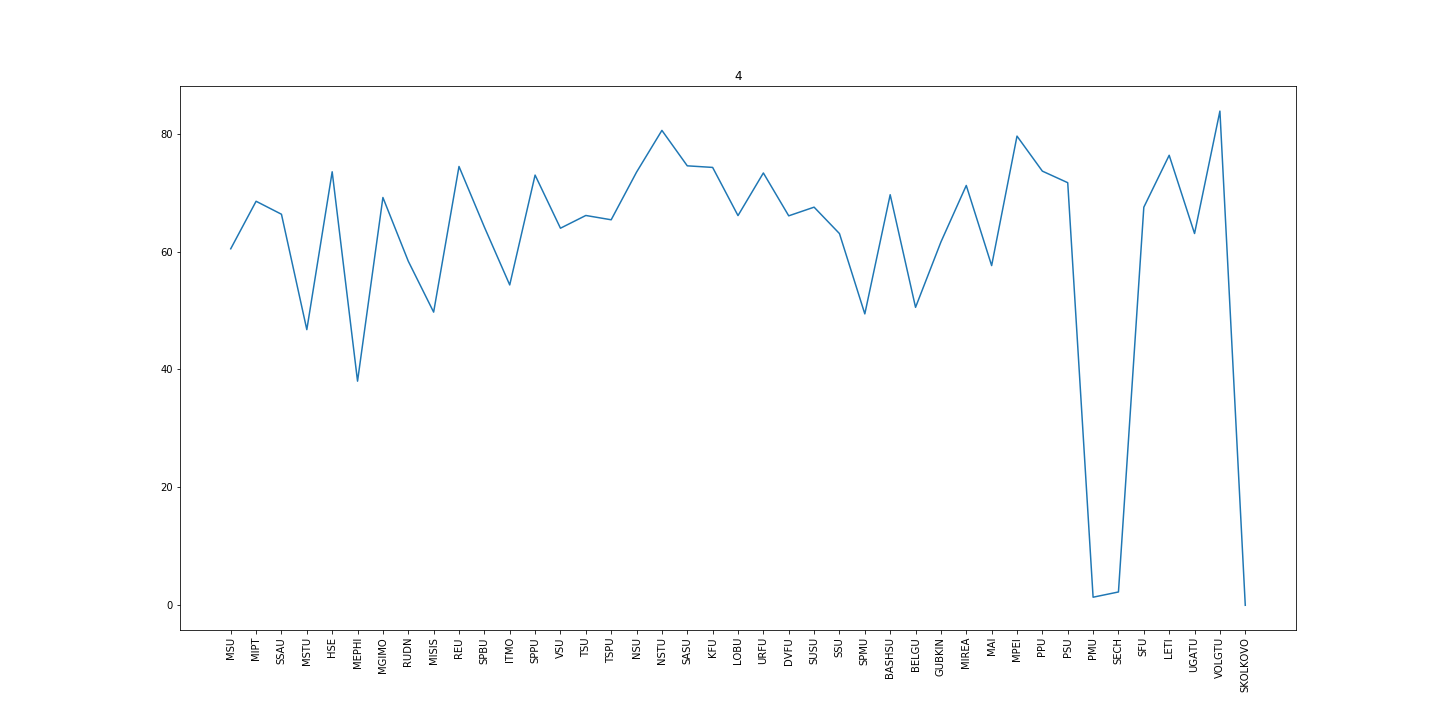 4
80
60
40
20
0
MSU
MIPT
SSAU
MSTU
HSE
MEPHI
MGIMO
RUDN
MISIS
REU
SPBU
ITMO
SPPU
VSU
TSU
TSPU
NSU
NSTU
SASU
KFU
LOBU
URFU
DVFU
SUSU
SSU
SPMU
BASHSU
BELGU
GUBKIN
MIREA
MAI
MPEI
PPU
PSU
PMU
SECH
SFU
LETI
UGATU
VOLGTU
SKOLKOVO